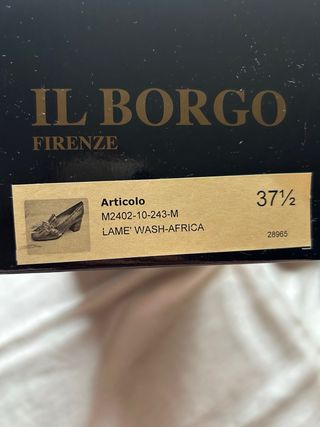 IL BORGO
FIRENZE
Articolo
37½
M2402-10-243-M
LAME' WASH-AFRICA
28965